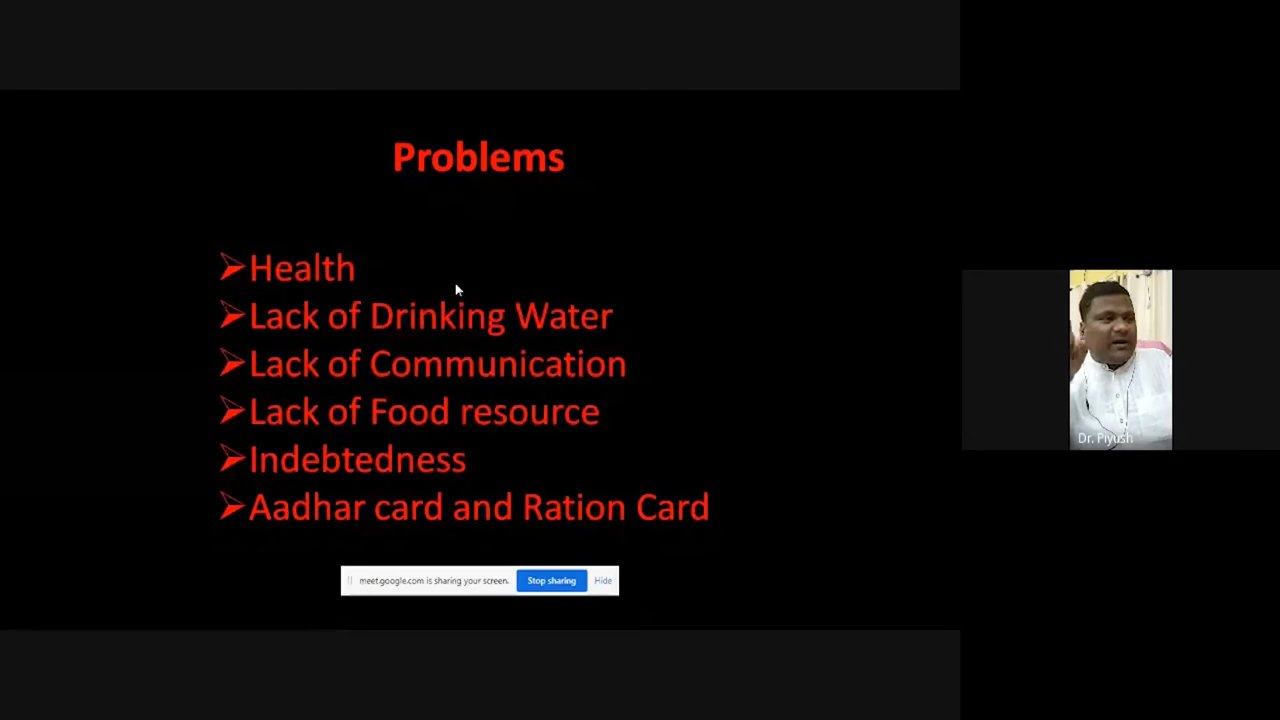 Problems
Health
Lack of Drinking Water
Lack of Communication
Lack of Food resource
Indebtedness
Aadhar card and Ration Card
meet.google.com is sharing your screen. Stop sharing Hide
Dr. Piyush